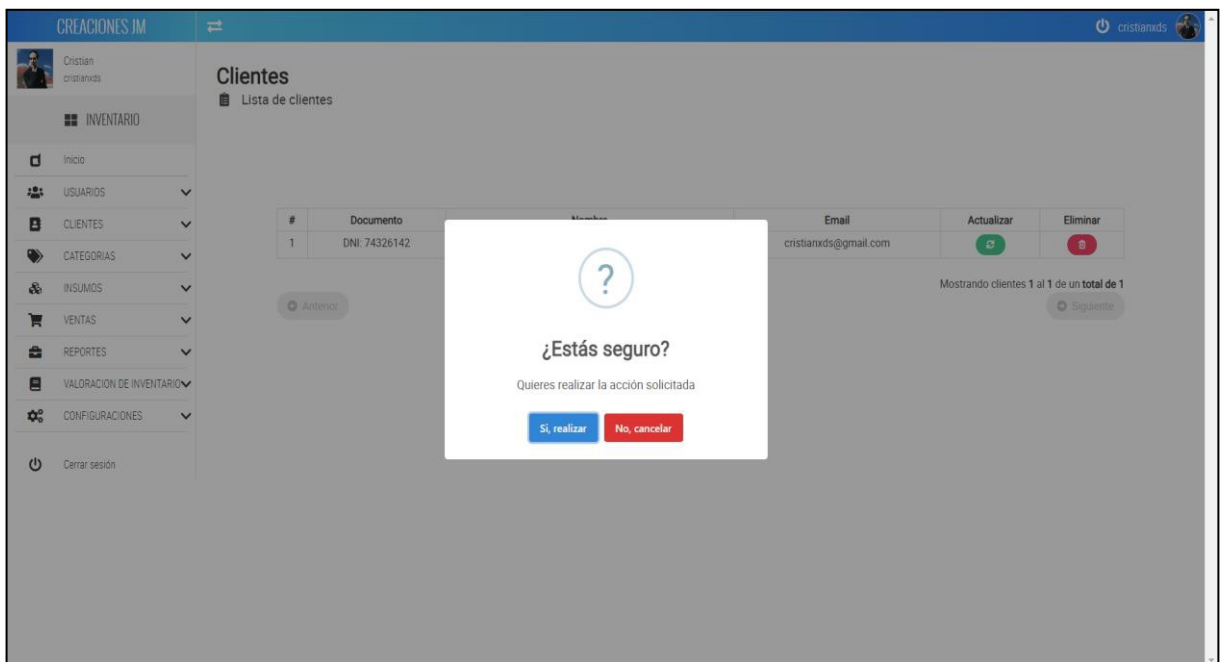 CREACIONES JM
cristianxds
Cristian
cristianxds
INVENTARIO
Inicio
USUARIOS
CLIENTES
CATEGORIAS
INSUMOS
VENTAS
REPORTES
VALORACION DE INVENTARIO
CONFIGURACIONES
Cerrar sesión
Clientes
Lista de clientes
# Documento Nombre Email Actualizar Eliminar
1 DNI: 74326142 cristianxds@gmail.com
Mostrando clientes 1 al 1 de un total de 1
Anterior Siguiente
?
¿Estás seguro?
Quieres realizar la acción solicitada
Si, realizar No, cancelar